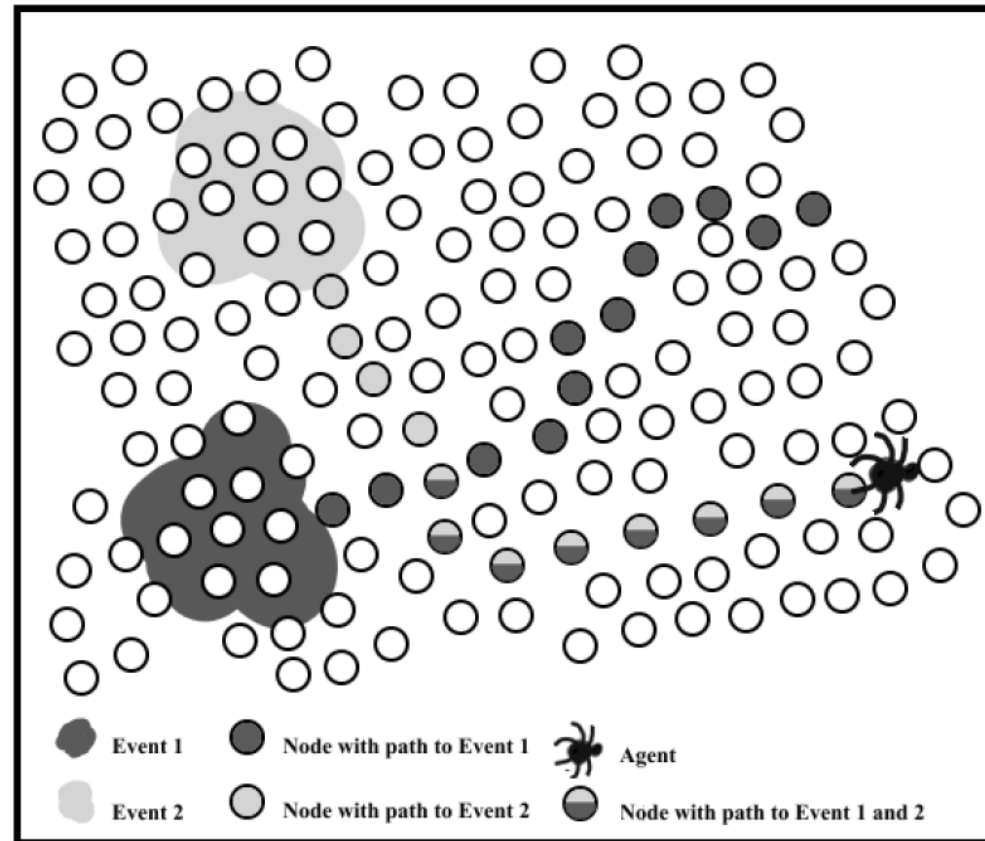 Event 1
Node with path to Event 1
Agent
Event 2
Node with path to Event 2
Node with path to Event 1 and 2